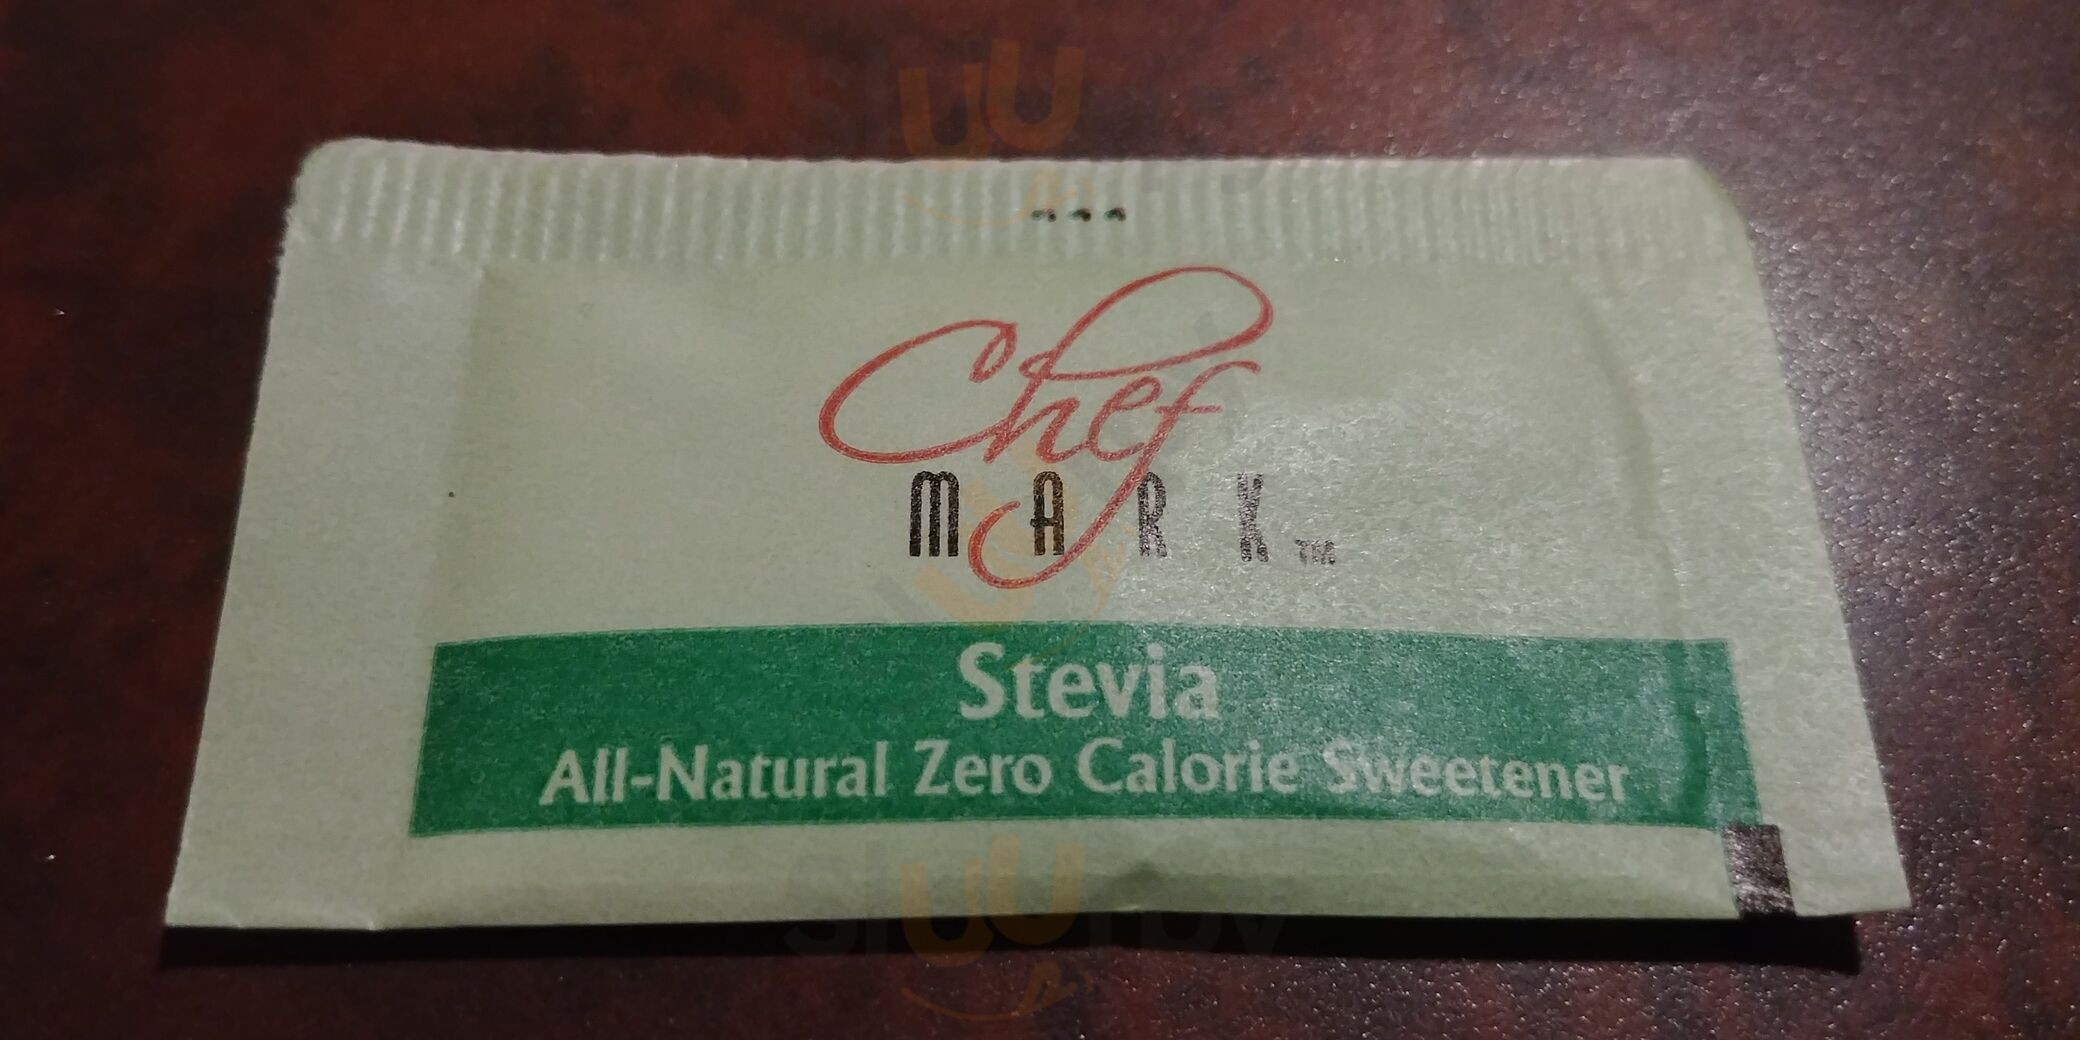 Chef
MARK™
Stevia
All-Natural Zero Calorie Sweetener